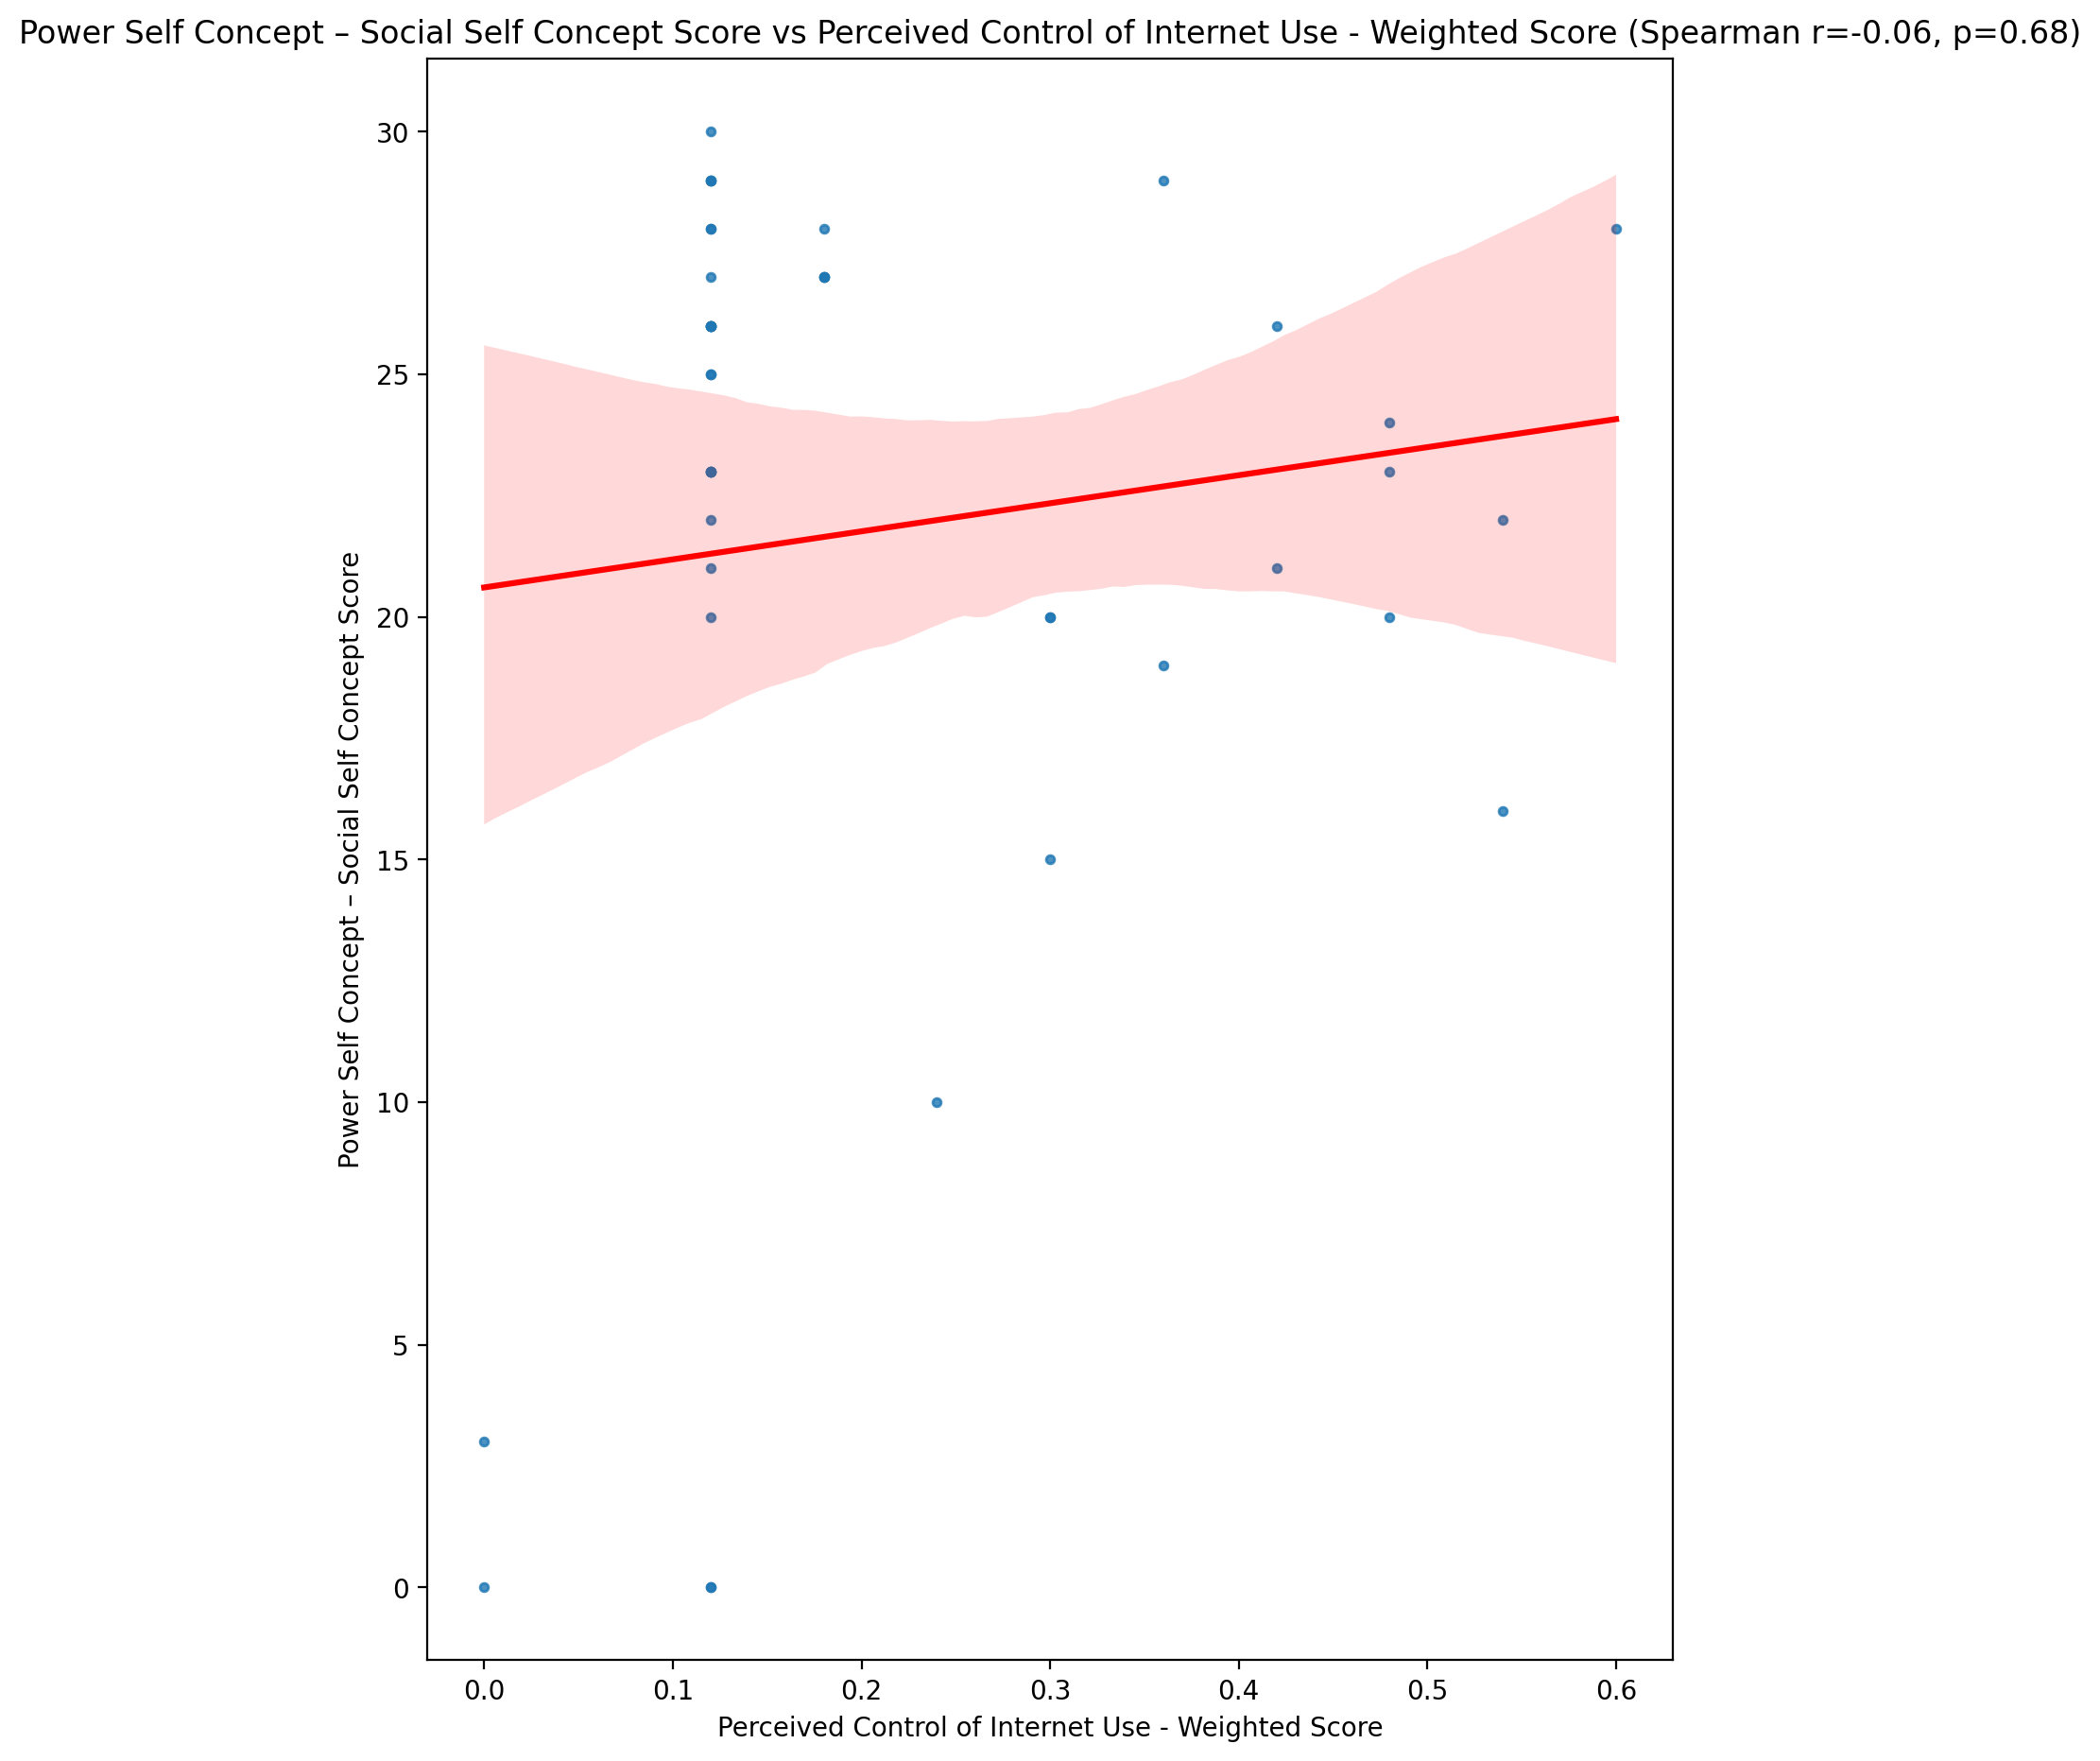 Power Self Concept – Social Self Concept Score vs Perceived Control of Internet Use - Weighted Score (Spearman r=-0.06, p=0.68)
Power Self Concept – Social Self Concept Score
30
25
20
15
10
5
0
0.0 0.1 0.2 0.3 0.4 0.5 0.6
Perceived Control of Internet Use - Weighted Score